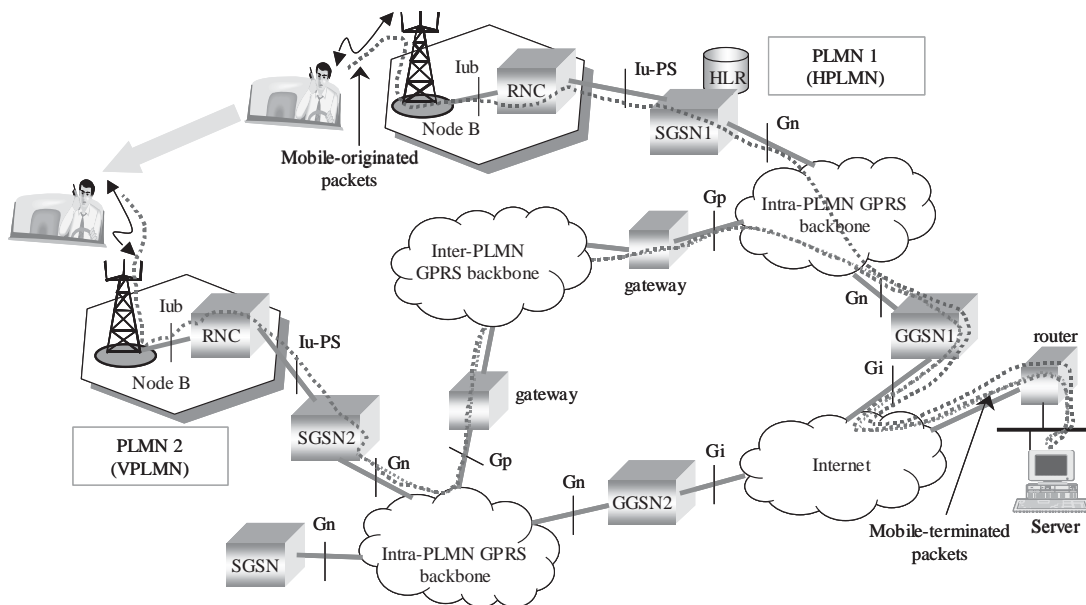 PLMN 1
(HPLMN)
HLR
Iub
RNC
Iu-PS
Node B
SGSN1
Gn
Mobile-originated
packets
Gp
Intra-PLMN GPRS
backbone
Inter-PLMN
GPRS backbone
gateway
Gn
GGSN1
router
Iub
RNC
Iu-PS
Node B
Gi
gateway
PLMN 2
(VPLMN)
SGSN2
Gn
Gp
Gi
Internet
Gn
GGSN2
Server
Mobile-terminated
packets
Gn
SGSN
Intra-PLMN GPRS
backbone